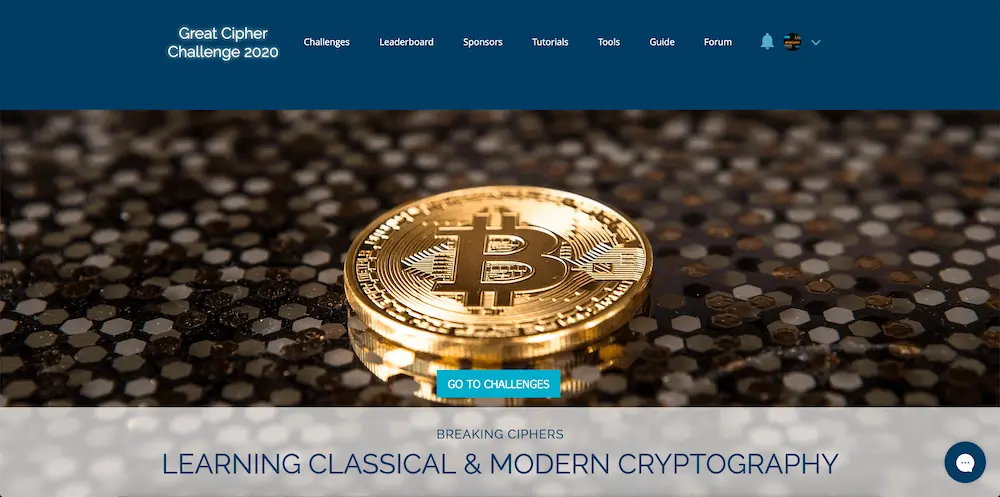 Great Cipher
Challenge 2020
Challenges
Leaderboard
Sponsors
Tutorials
Tools
Guide
Forum
GO TO CHALLENGES
BREAKING CIPHERS
LEARNING CLASSICAL & MODERN CRYPTOGRAPHY